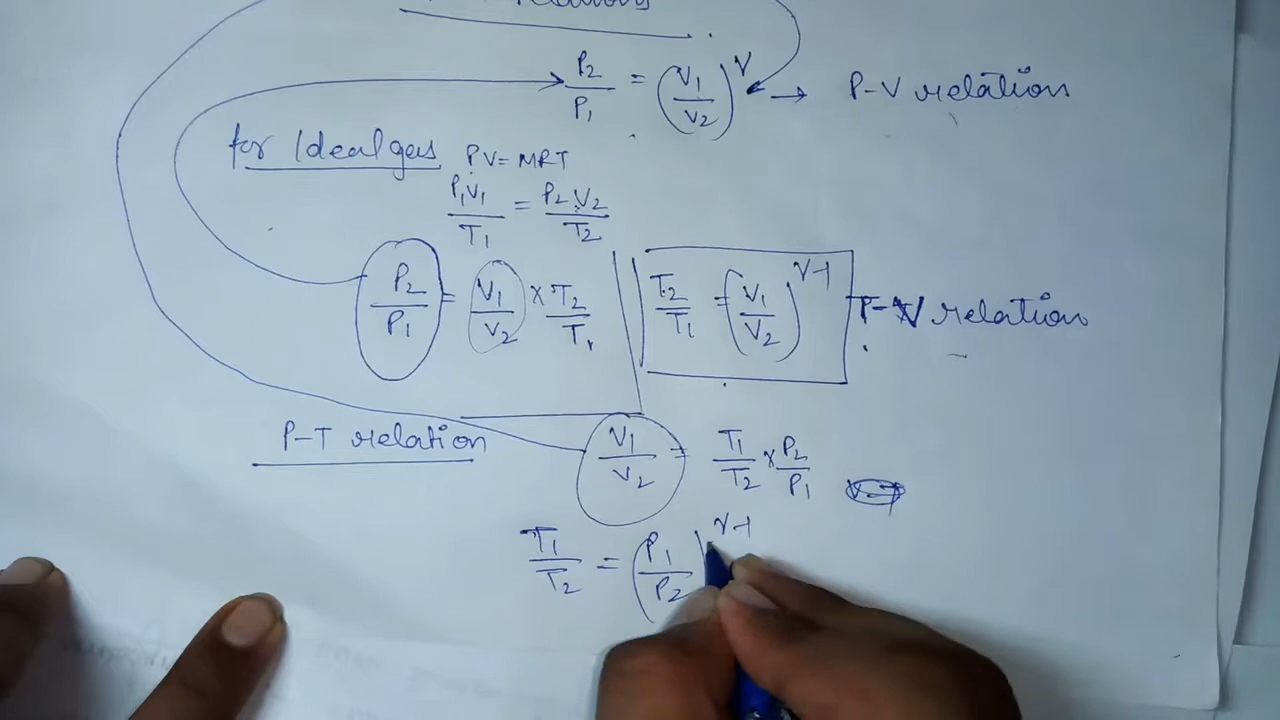 P₂/P₁ = (V₁/V₂)^γ → P-V relation
for Ideal gas PV = MRT
P₁V₁/T₁ = P₂V₂/T₂
P₂/P₁ = V₁/V₂ × T₂/T₁
T₂/T₁ = (V₁/V₂)^γ-1 T-V relation
P-T relation
V₁/V₂ = T₁/T₂ × P₂/P₁
T₁/T₂ = (P₁/P₂)^γ-1